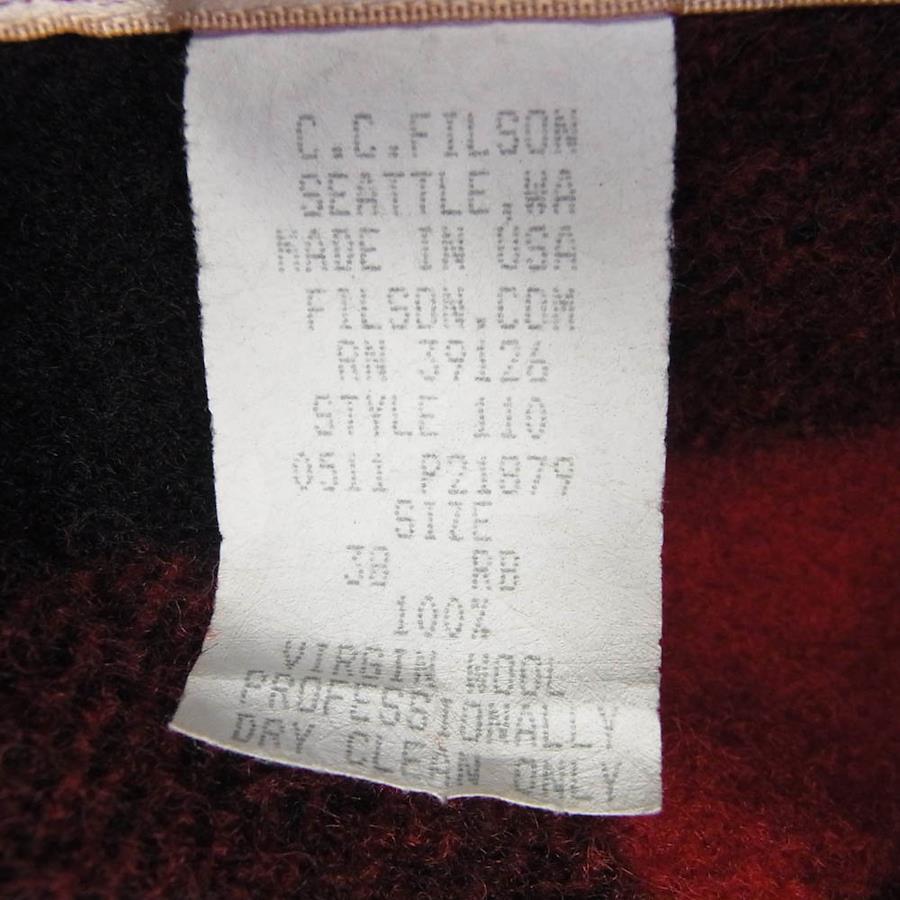 C.C.FILSON
SEATTLE,WA
MADE IN USA
FILSON.COM
RN 39126
STYLE 110
0511 P21879
SIZE
38 RB
100%
VIRGIN WOOL
PROFESSIONALLY
DRY CLEAN ONLY